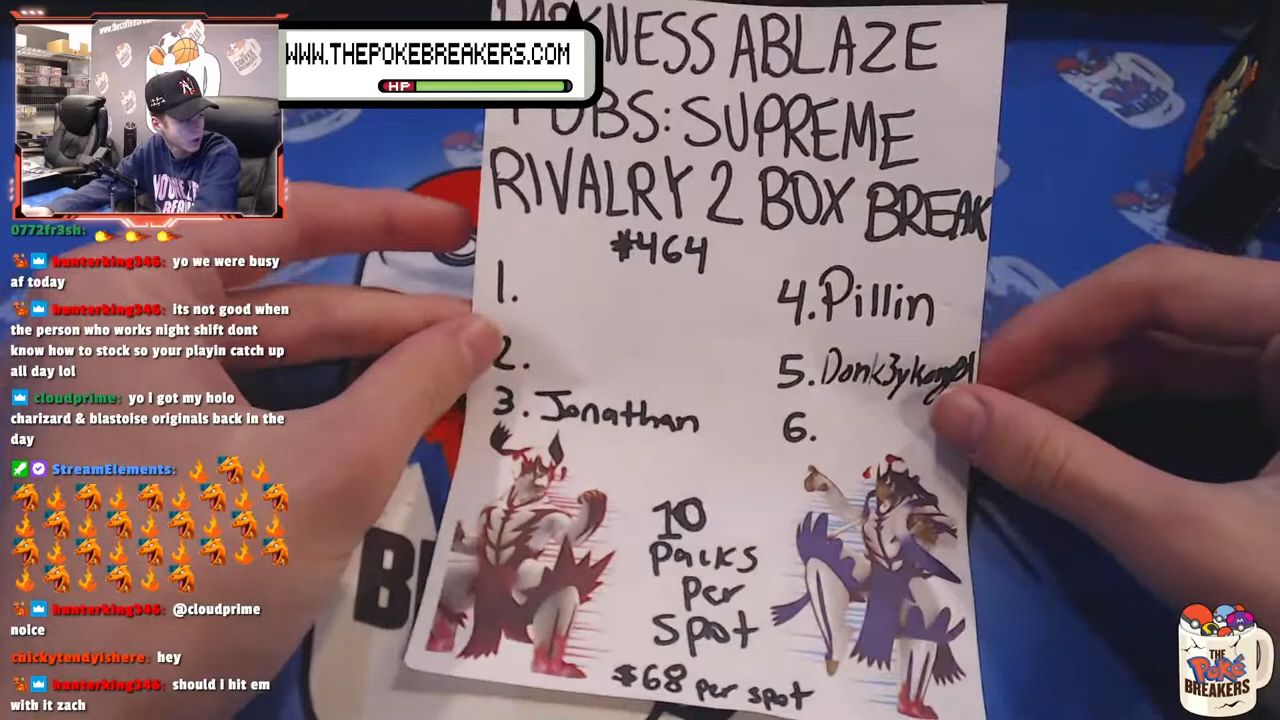 WWW.THEPOKEBREAKERS.COM
HP
DARKNESS ABLAZE
PUBS: SUPREME
RIVALRY 2 BOX BREAK
#464
1.
2.
3. Jonathan
4. Pillin
5. Donk3ykong01
6.
10
Packs
Per
Spot
$68 per spot
0772fr3sh:
hunterking346: yo we were busy
af today
hunterking346: its not good when
the person who works night shift dont
know how to stock so your playin catch up
all day lol
cloudprime: yo i got my holo
charizard & blastoise originals back in the
day
StreamElements:
hunterking346: @cloudprime
noice
chickytendyishere: hey
hunterking346: should i hit em
with it zach
THE
Poké
BREAKERS